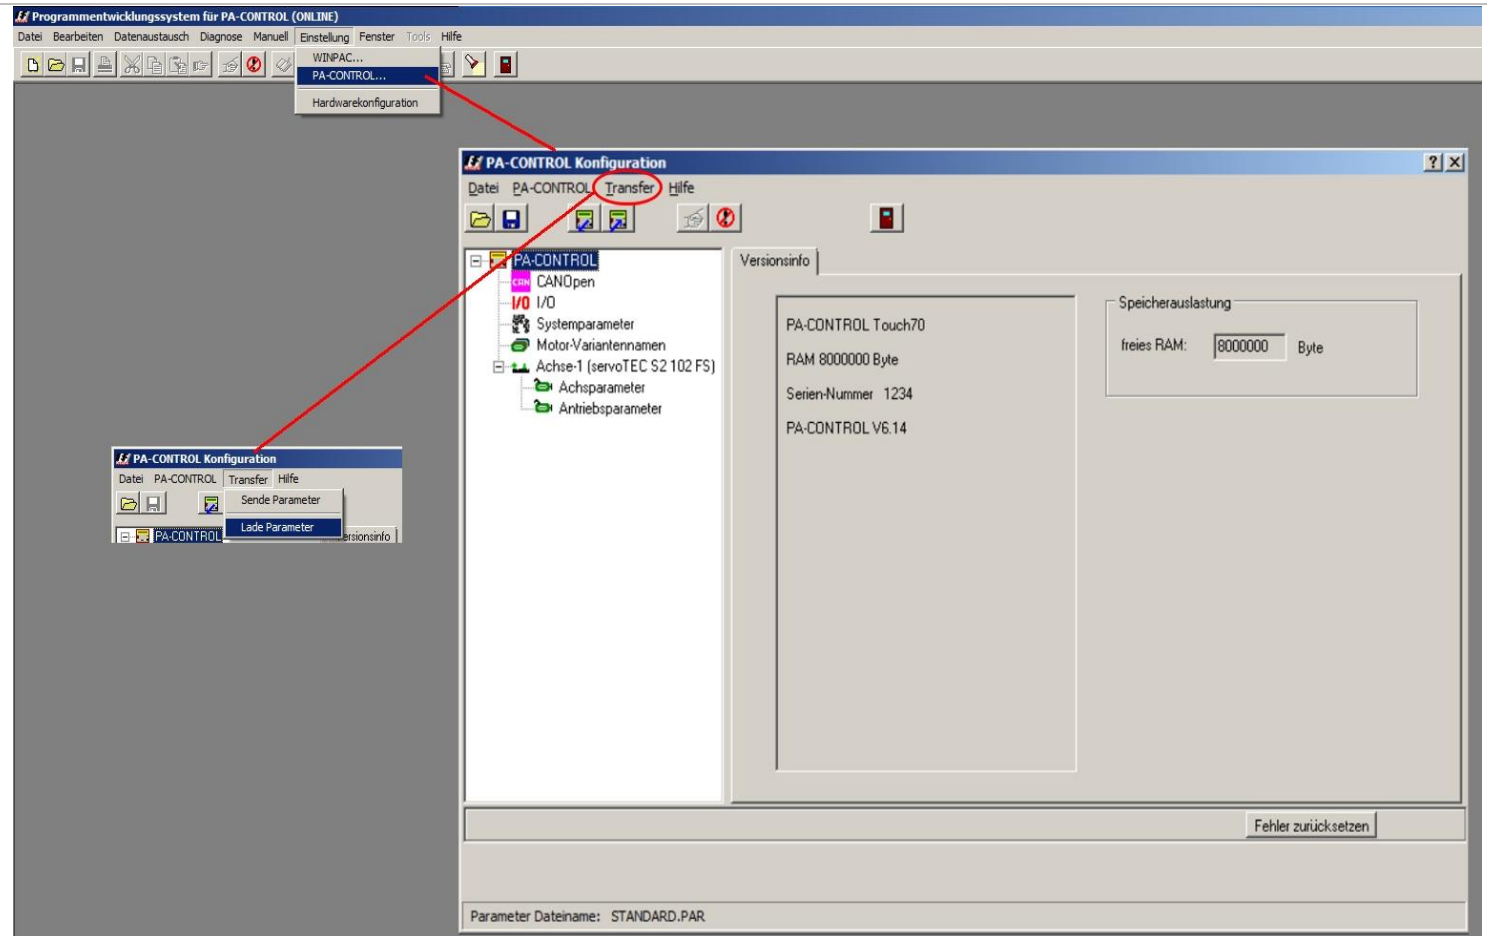 Programmentwicklungssystem für PA-CONTROL (ONLINE)
Datei Bearbeiten Datenaustausch Diagnose Manuell Einstellung Fenster Tools Hilfe
WINPAC...
PA-CONTROL...
Hardwarekonfiguration
PA-CONTROL Konfiguration
Datei PA-CONTROL Transfer Hilfe
PA-CONTROL
CAN CANOpen
I/O I/O
Systemparameter
Motor-Variantennamen
Achse-1 (servoTEC S2 102 FS)
Achsparameter
Antriebsparameter
Versionsinfo
PA-CONTROL Touch70
RAM 8000000 Byte
Serien-Nummer 1234
PA-CONTROL V6.14
Speicherauslastung
freies RAM: 8000000 Byte
Fehler zurücksetzen
Parameter Dateiname: STANDARD.PAR
PA-CONTROL Konfiguration
Datei PA-CONTROL Transfer Hilfe
Sende Parameter
Lade Parameter
PA-CONTROL ersionsinfo